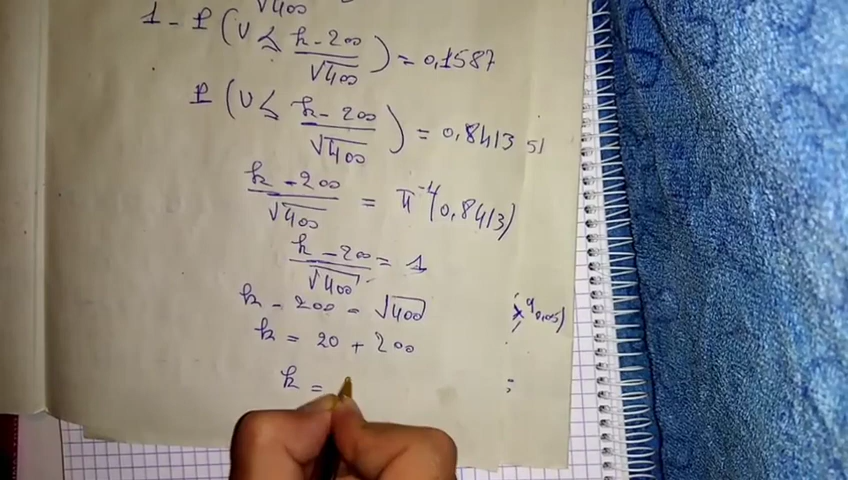 √400
1 - P(U ≤ (k - 200)/√400) = 0,1587
P(U ≤ (k - 200)/√400) = 0,8413
(k - 200)/√400 = π⁻¹(0,8413)
(k - 200)/√400 = 1
k - 200 = √400
k = 20 + 200
k =